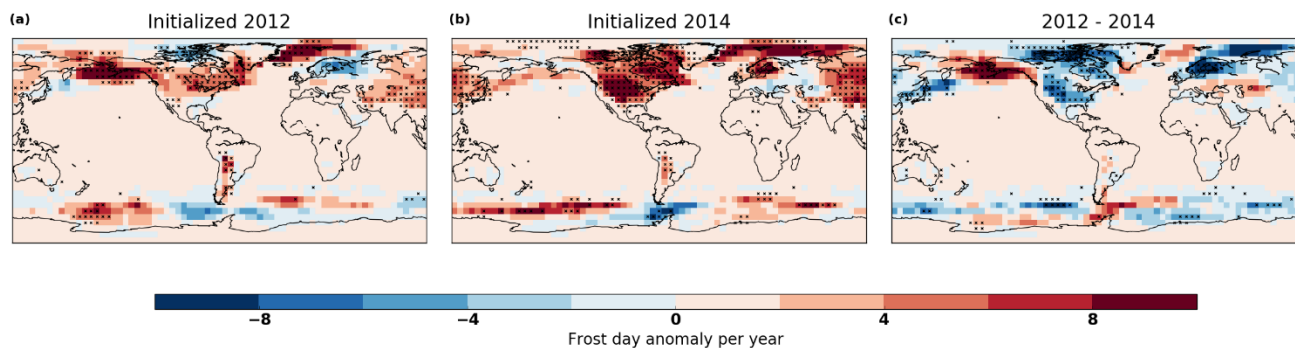 (a) Initialized 2012
(b) Initialized 2014
(c) 2012 - 2014
−8 −4 0 4 8
Frost day anomaly per year